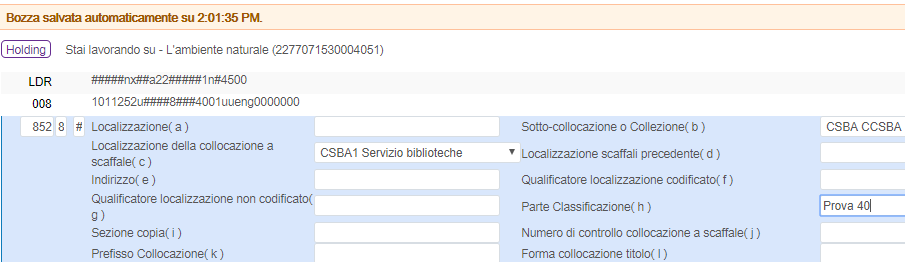 Bozza salvata automaticamente su 2:01:35 PM.
Holding Stai lavorando su - L'ambiente naturale (2277071530004051)
LDR #####nx##a22#####1n#4500
008 1011252u####8###4001uueng0000000
852 8 # Localizzazione( a ) Sotto-collocazione o Collezione( b ) CSBA CCSBA
Localizzazione della collocazione a scaffale( c ) CSBA1 Servizio biblioteche Localizzazione scaffali precedente( d )
Indirizzo( e ) Qualificatore localizzazione codificato( f )
Qualificatore localizzazione non codificato( g ) Parte Classificazione( h ) Prova 40
Sezione copia( i ) Numero di controllo collocazione a scaffale( j )
Prefisso Collocazione( k ) Forma collocazione titolo( l )